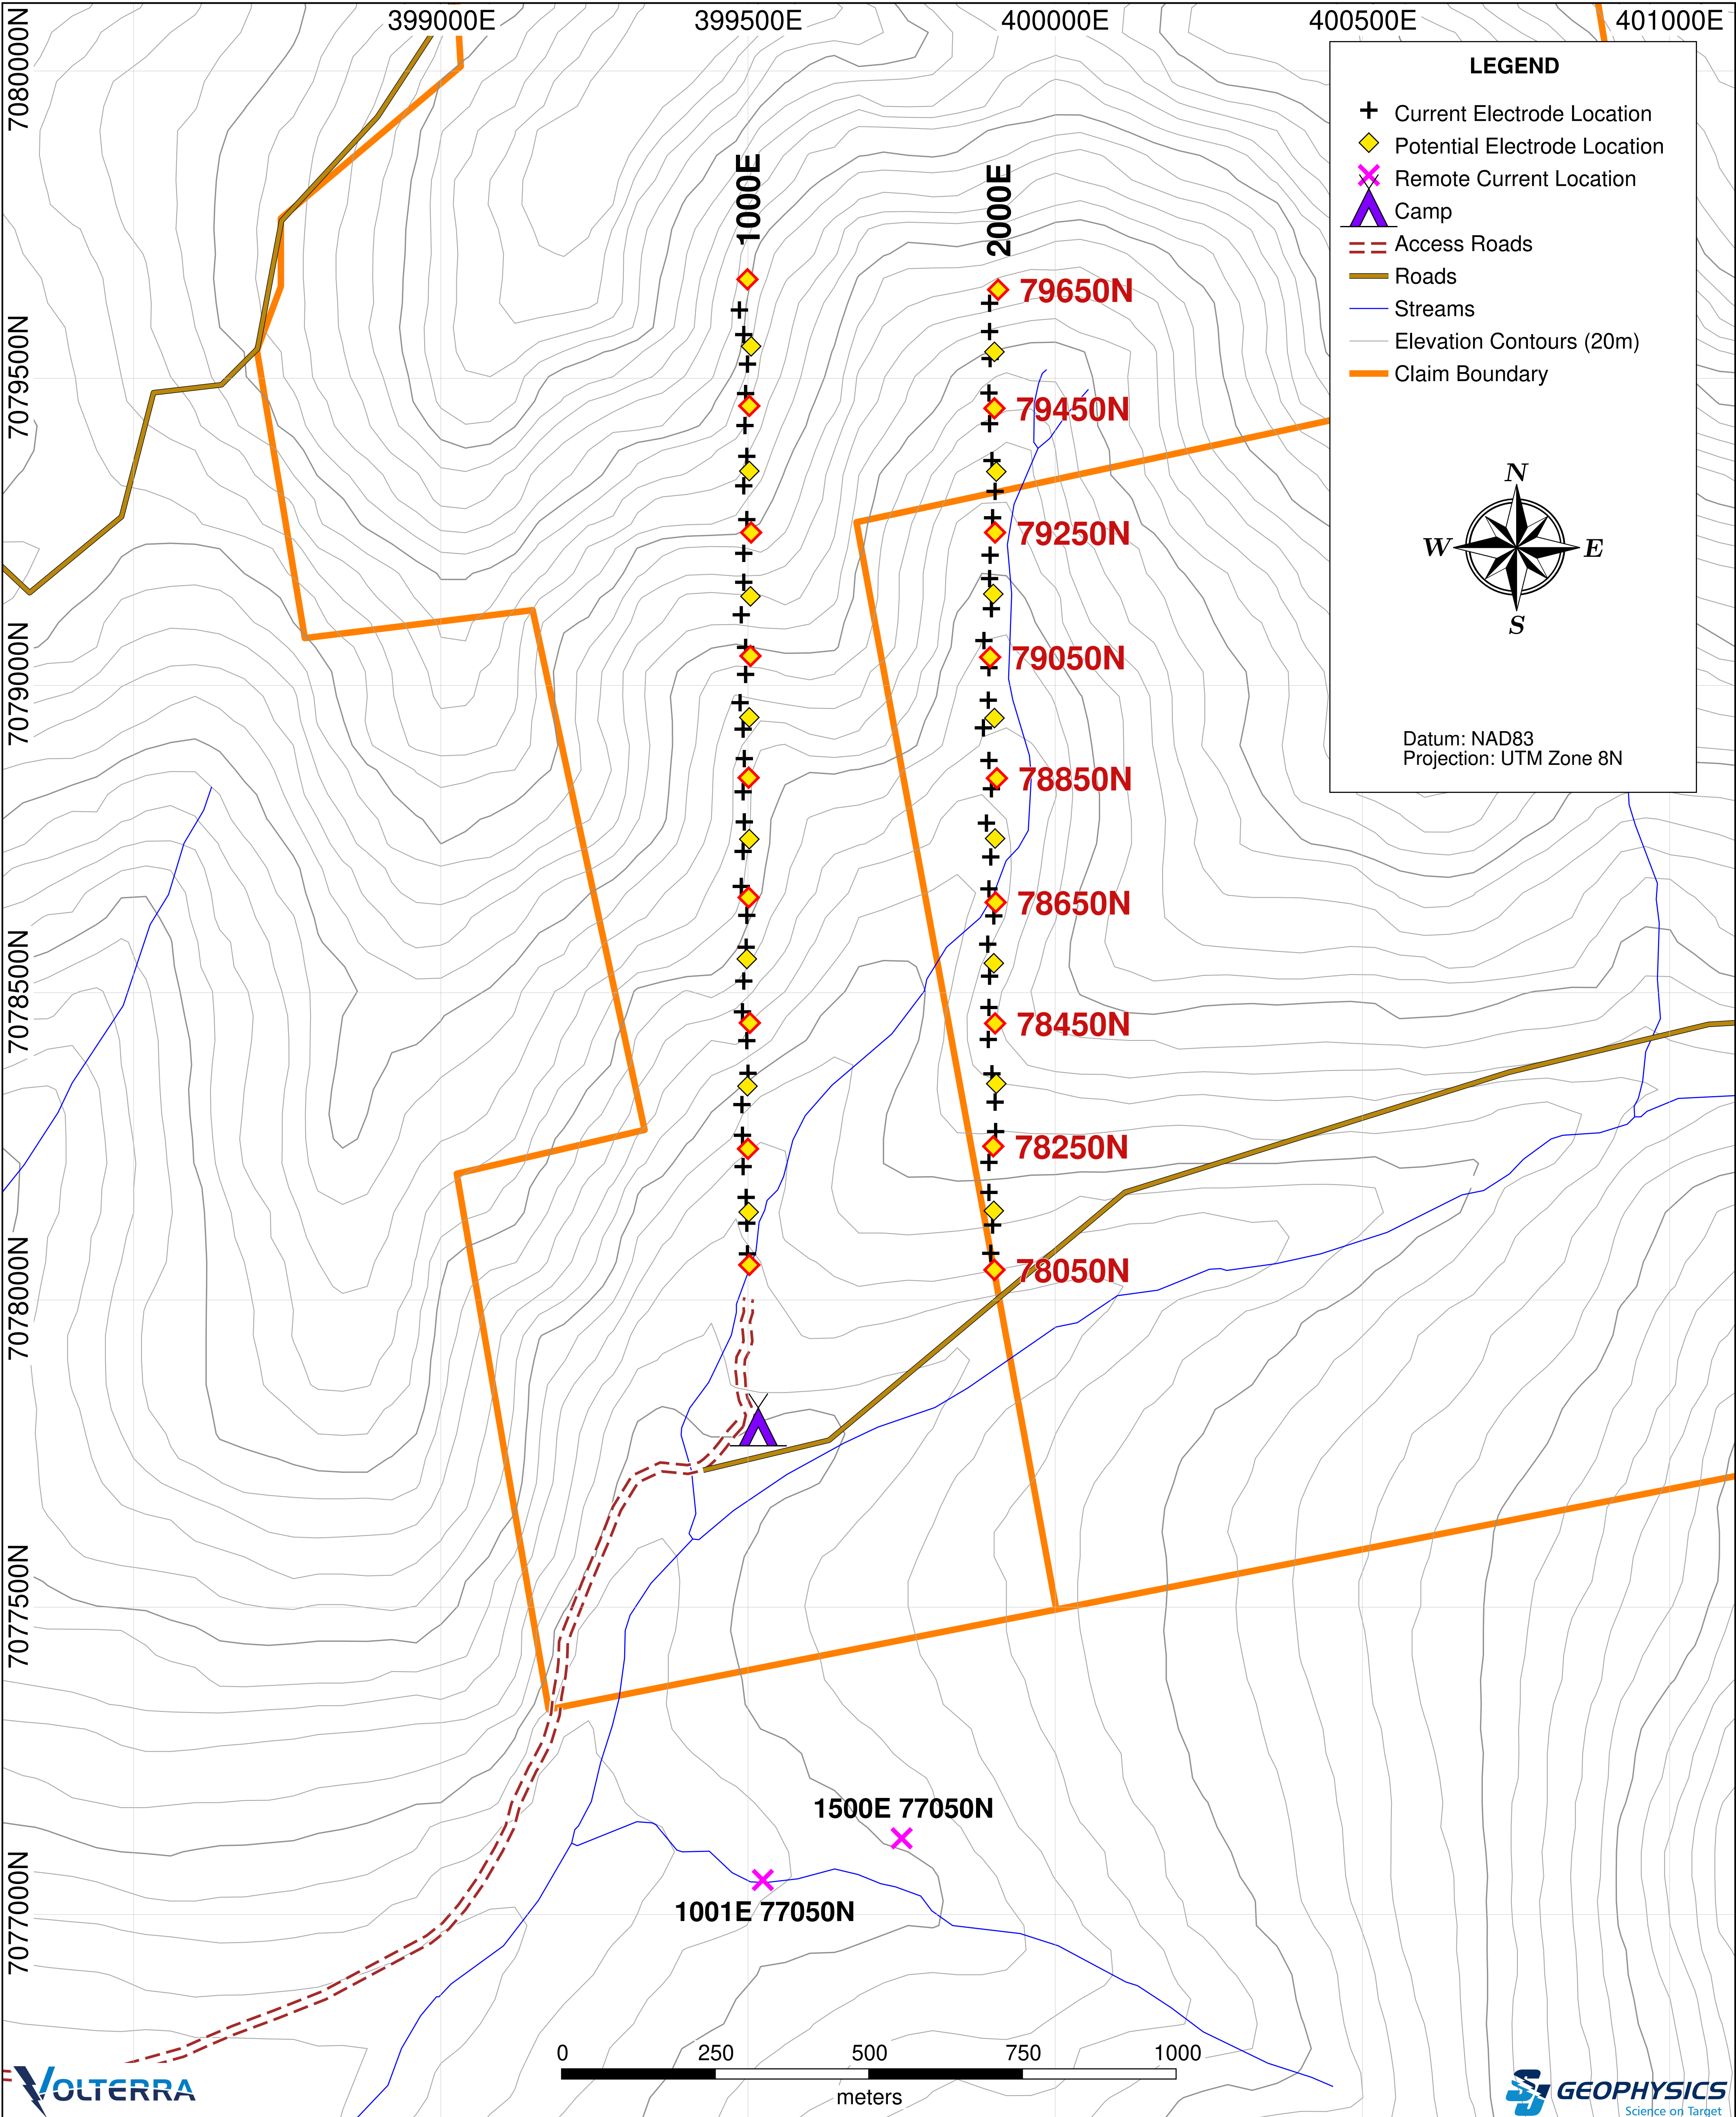 399000E 399500E 400000E 400500E 401000E
7080000N
7079500N
7079000N
7078500N
7078000N
7077500N
7077000N
LEGEND
Current Electrode Location
Potential Electrode Location
Remote Current Location
Camp
Access Roads
Roads
Streams
Elevation Contours (20m)
Claim Boundary
N
W E
S
Datum: NAD83
Projection: UTM Zone 8N
1000E
2000E
79650N
79450N
79250N
79050N
78850N
78650N
78450N
78250N
78050N
1500E 77050N
1001E 77050N
0 250 500 750 1000
meters
VOLTERRA
SJ GEOPHYSICS
Science on Target